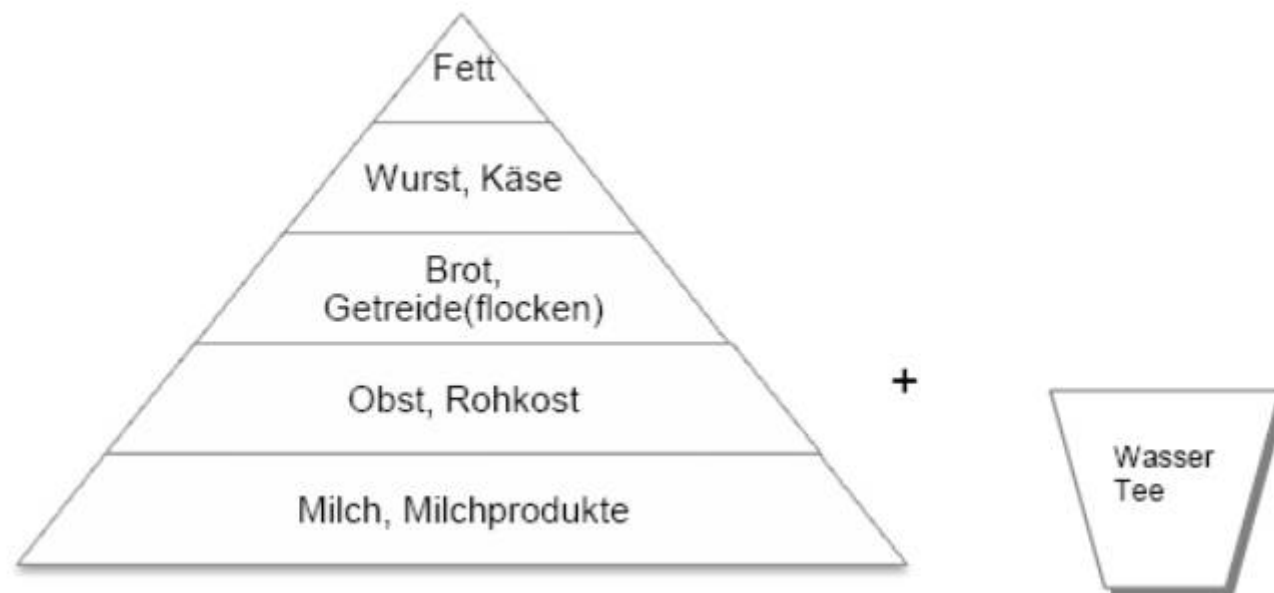 Fett
Wurst, Käse
Brot,
Getreide(flocken)
Obst, Rohkost
+
Milch, Milchprodukte
Wasser
Tee